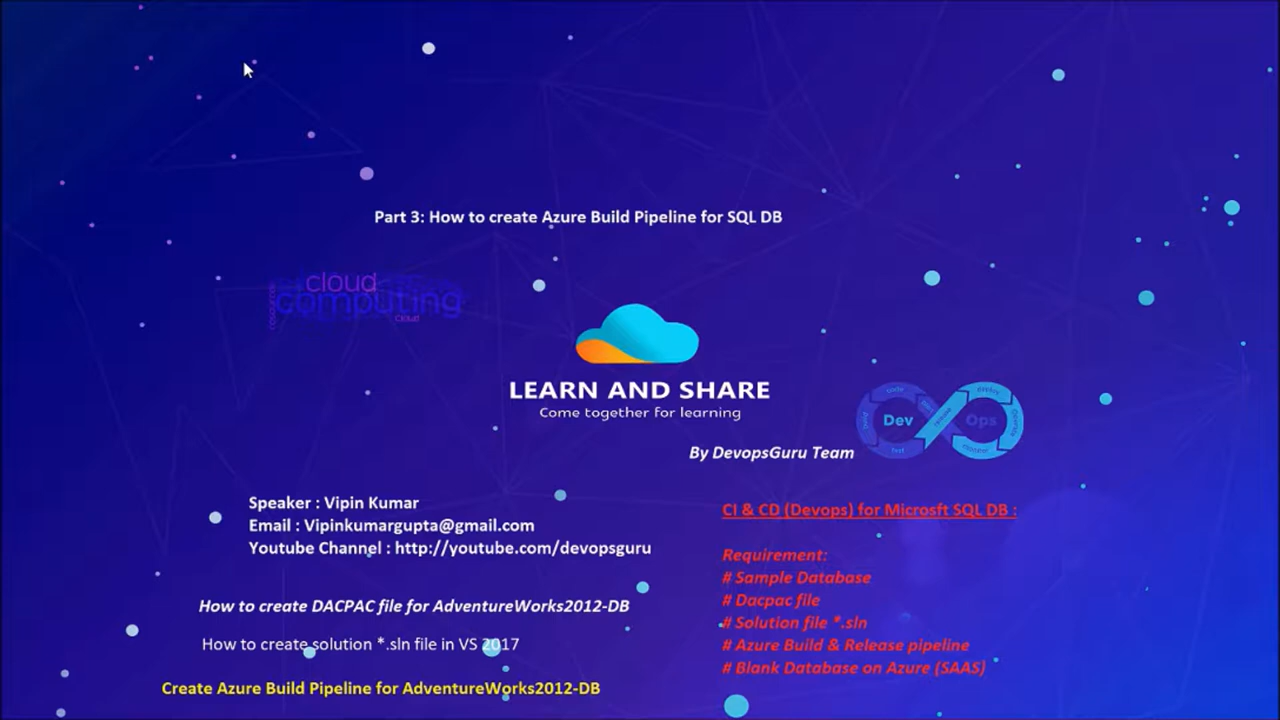 Part 3: How to create Azure Build Pipeline for SQL DB
cloud
computing
cloud
LEARN AND SHARE
Come together for learning
Dev Ops
By DevopsGuru Team
Speaker : Vipin Kumar
Email : Vipinkumargupta@gmail.com
Youtube Channel : http://youtube.com/devopsguru
How to create DACPAC file for AdventureWorks2012-DB
How to create solution *.sln file in VS 2017
Create Azure Build Pipeline for AdventureWorks2012-DB
CI & CD (Devops) for Microsft SQL DB :
Requirement:
# Sample Database
# Dacpac file
# Solution file *.sln
# Azure Build & Release pipeline
# Blank Database on Azure (SAAS)